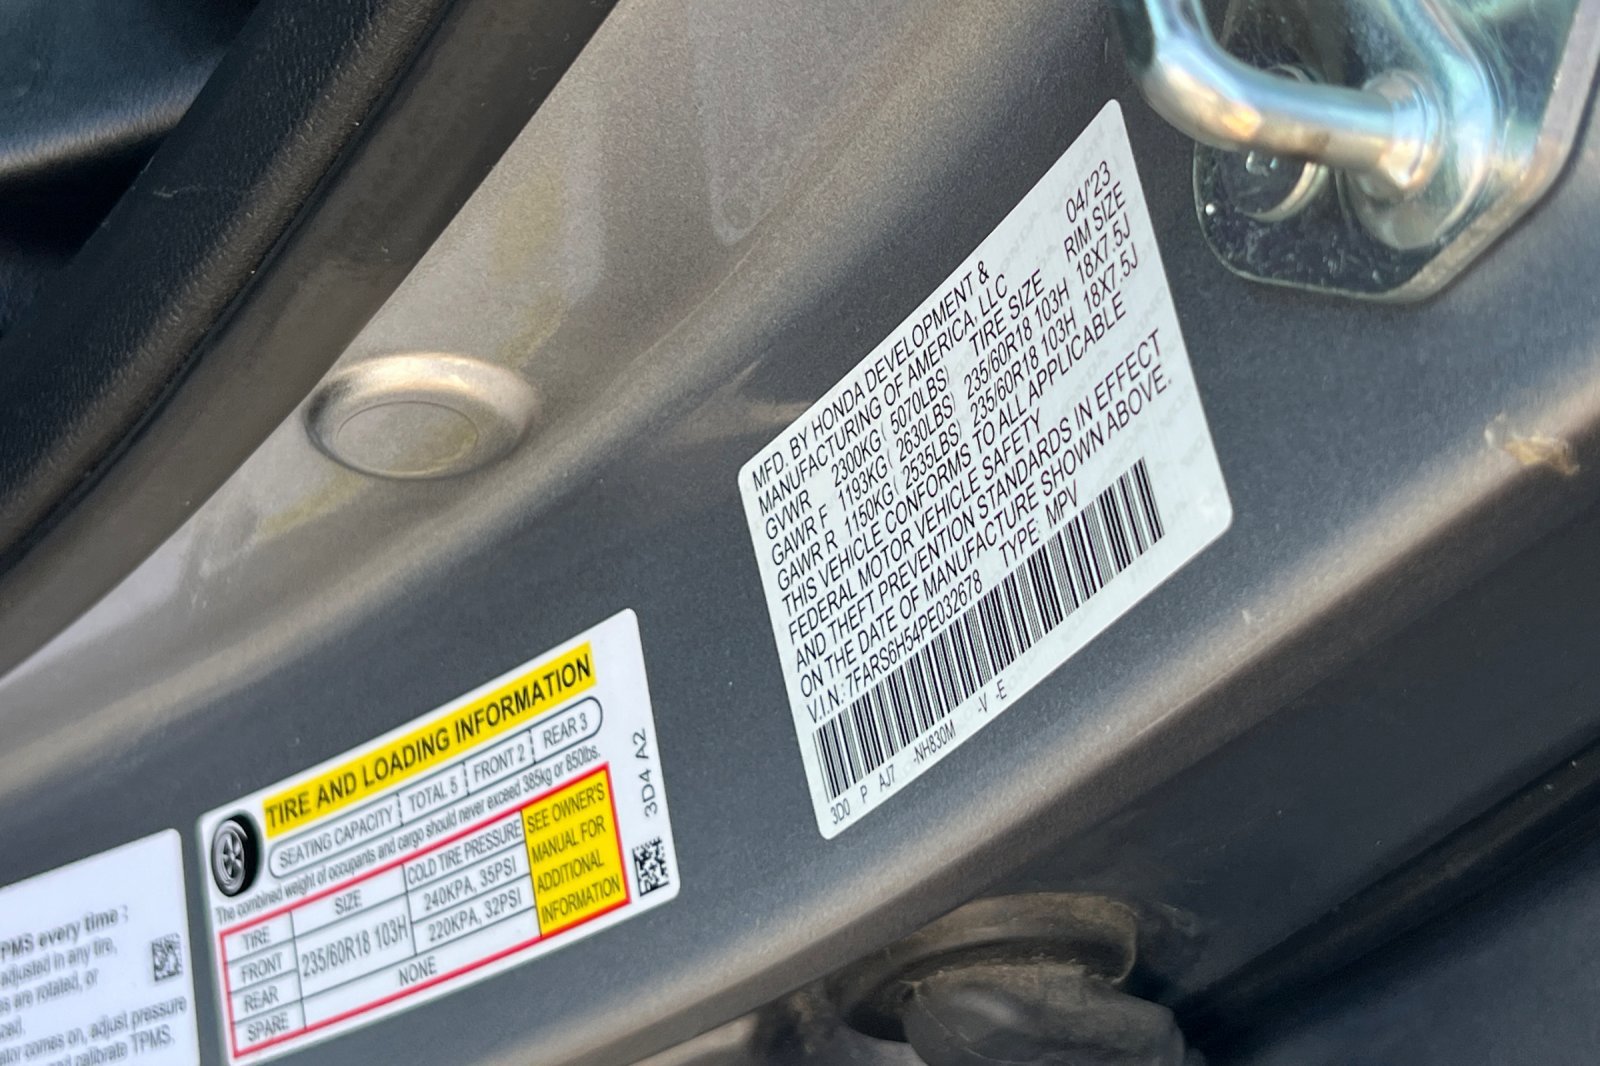 MFD. BY HONDA DEVELOPMENT & 04/'23
MANUFACTURING OF AMERICA, LLC RIM SIZE
GVWR 2300KG( 5070LBS) TIRE SIZE 18X7.5J
GAWR F 1193KG( 2630LBS) 235/60R18 103H 18X7.5J
GAWR R 1150KG( 2535LBS) 235/60R18 103H
THIS VEHICLE CONFORMS TO ALL APPLICABLE
FEDERAL MOTOR VEHICLE SAFETY
AND THEFT PREVENTION STANDARDS IN EFFECT
ON THE DATE OF MANUFACTURE SHOWN ABOVE.
V.I.N.:7FARS6H54PE032678 TYPE: MPV
3D0 P AJ7 -NH830M -V -E
TIRE AND LOADING INFORMATION
SEATING CAPACITY TOTAL 5 FRONT 2 REAR 3
The combined weight of occupants and cargo should never exceed 385kg or 850lbs.
TIRE SIZE COLD TIRE PRESSURE
FRONT 235/60R18 103H 240KPA, 35PSI
REAR 220KPA, 32PSI
SPARE NONE
SEE OWNER'S
MANUAL FOR
ADDITIONAL
INFORMATION
3D4 A2
TPMS every time :
adjusted in any tire,
are rotated, or
comes on, adjust pressure
calibrate TPMS.